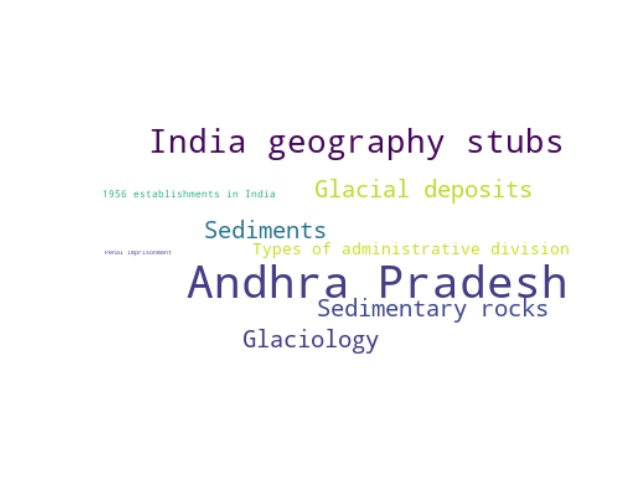 India geography stubs
Glacial deposits
1956 establishments in India
Sediments
Types of administrative division
Penal imprisonment
Andhra Pradesh
Sedimentary rocks
Glaciology